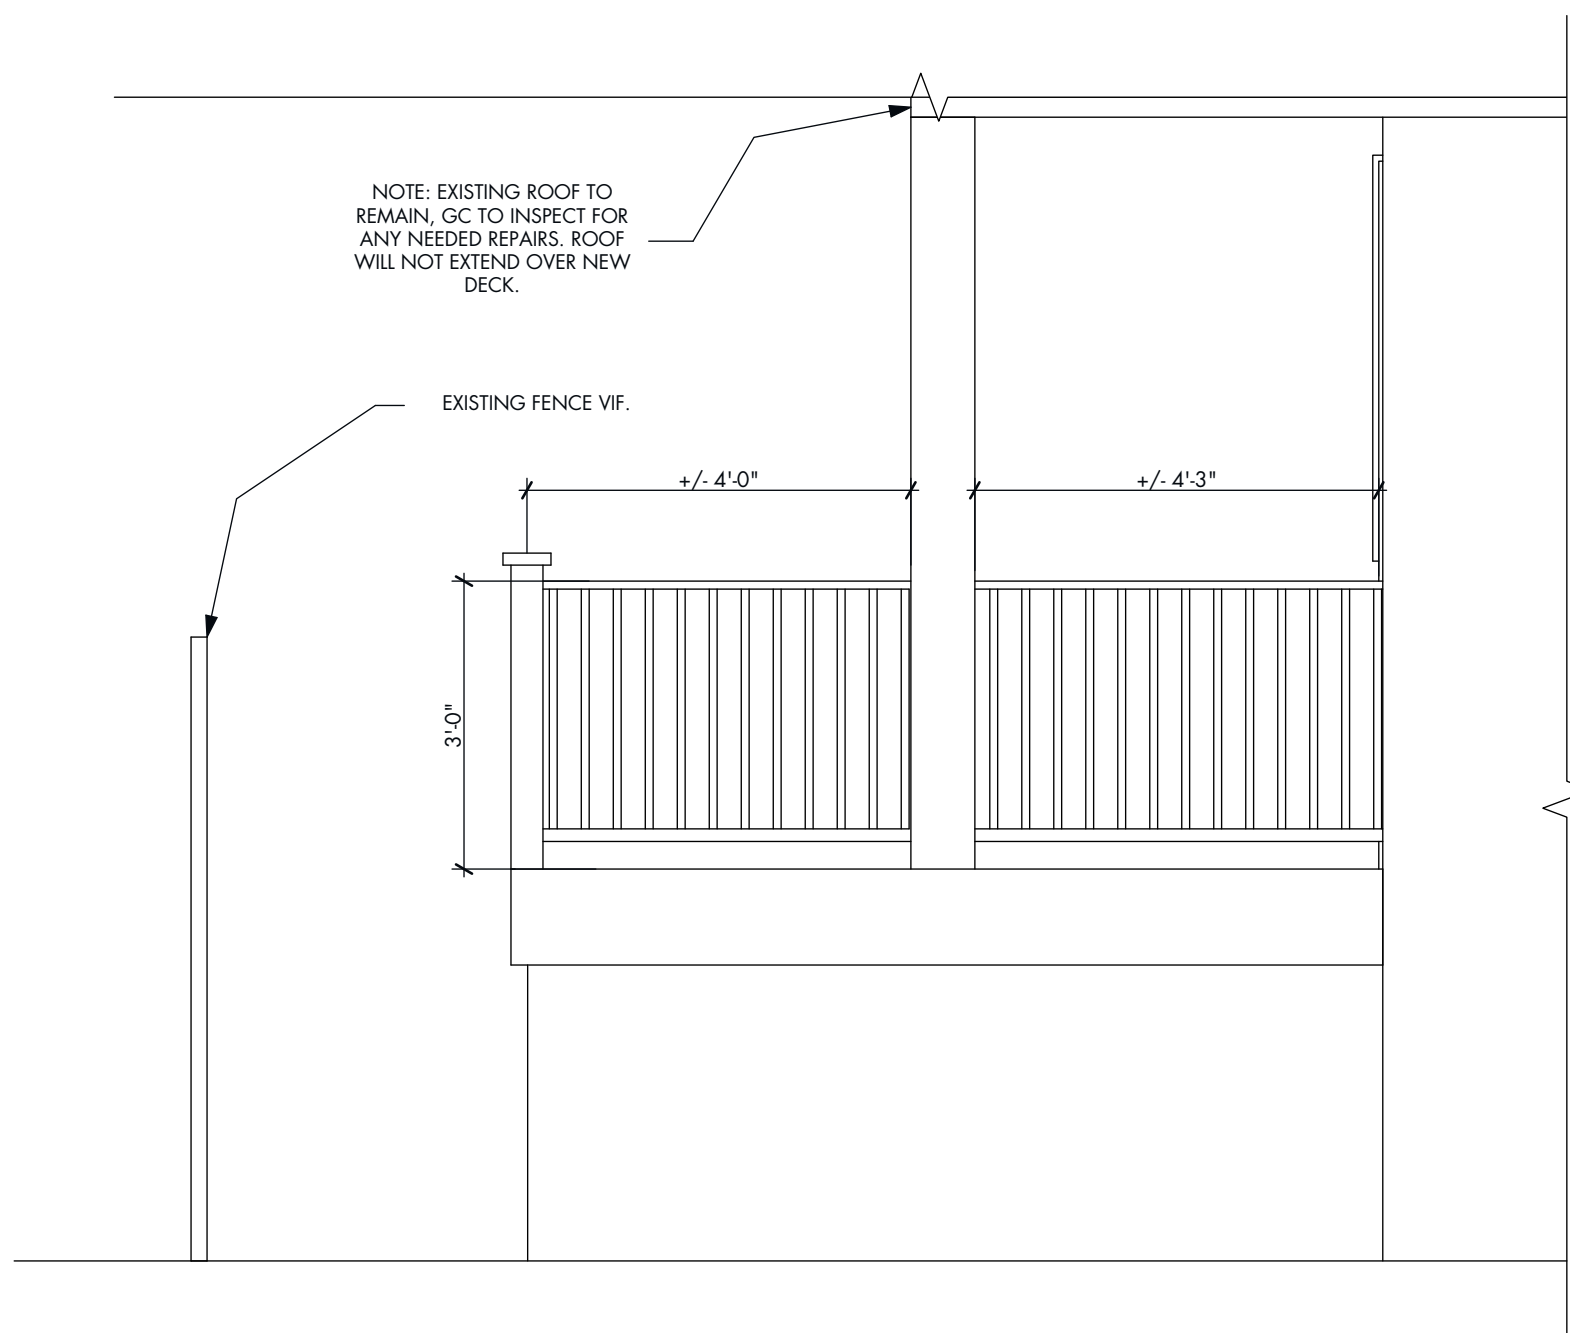 NOTE: EXISTING ROOF TO
REMAIN, GC TO INSPECT FOR
ANY NEEDED REPAIRS. ROOF
WILL NOT EXTEND OVER NEW
DECK.
EXISTING FENCE VIF.
+/- 4'-0"
+/- 4'-3"
3'-0"